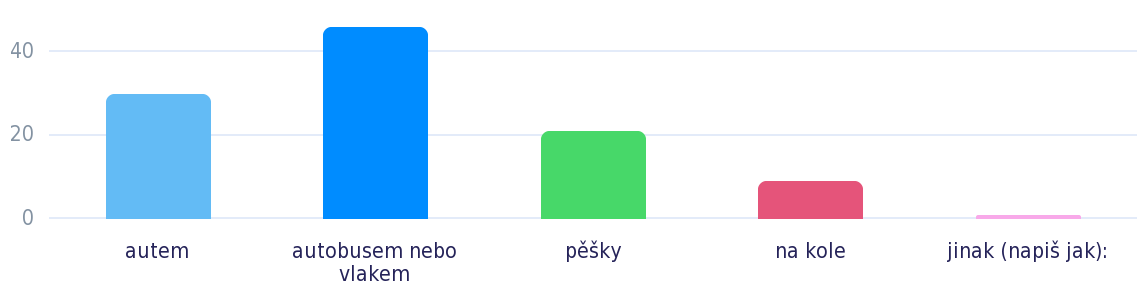 40
20
0
autem
autobusem nebo
vlakem
pěšky
na kole
jinak (napiš jak):